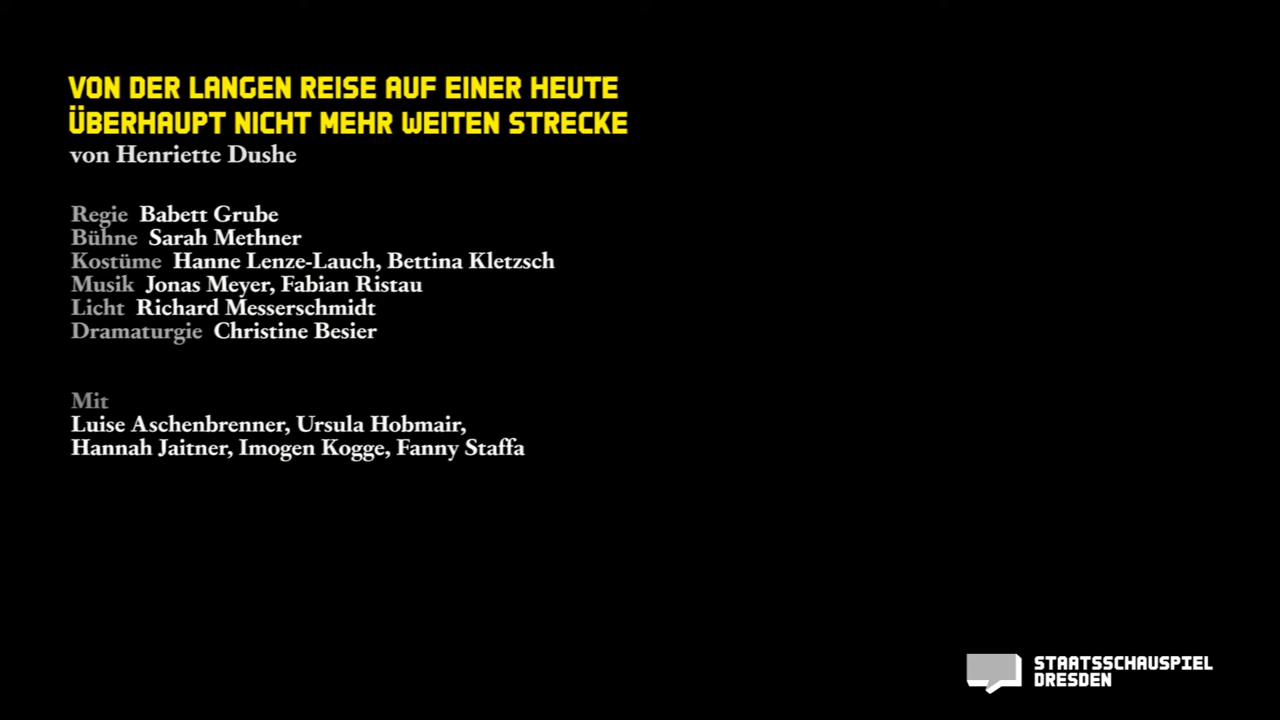 VON DER LANGEN REISE AUF EINER HEUTE
ÜBERHAUPT NICHT MEHR WEITEN STRECKE
von Henriette Dushe
Regie Babett Grube
Bühne Sarah Methner
Kostüme Hanne Lenze-Lauch, Bettina Kletzsch
Musik Jonas Meyer, Fabian Ristau
Licht Richard Messerschmidt
Dramaturgie Christine Besier
Mit
Luise Aschenbrenner, Ursula Hobmair,
Hannah Jaitner, Imogen Kogge, Fanny Staffa
STAATSSCHAUSPIEL
DRESDEN